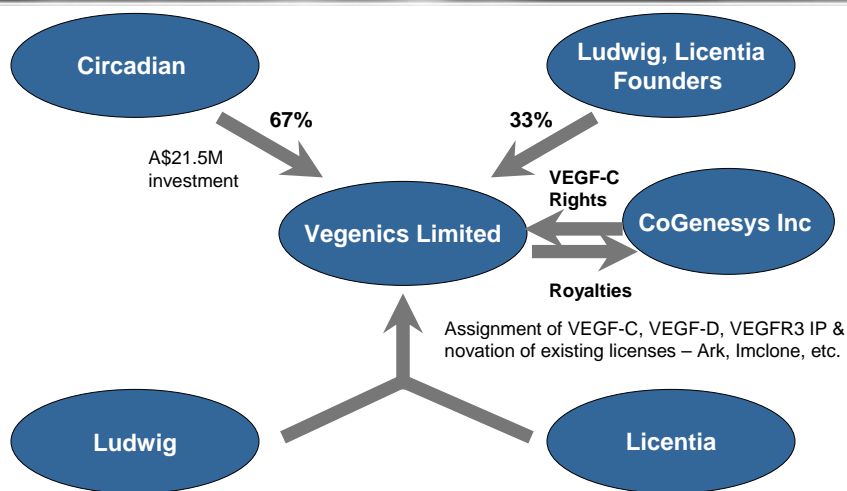 Circadian
Ludwig, Licentia
Founders
67%
33%
A$21.5M
investment
VEGF-C
Rights
Vegenics Limited
CoGenesys Inc
Royalties
Assignment of VEGF-C, VEGF-D, VEGFR3 IP &
novation of existing licenses – Ark, Imclone, etc.
Ludwig
Licentia